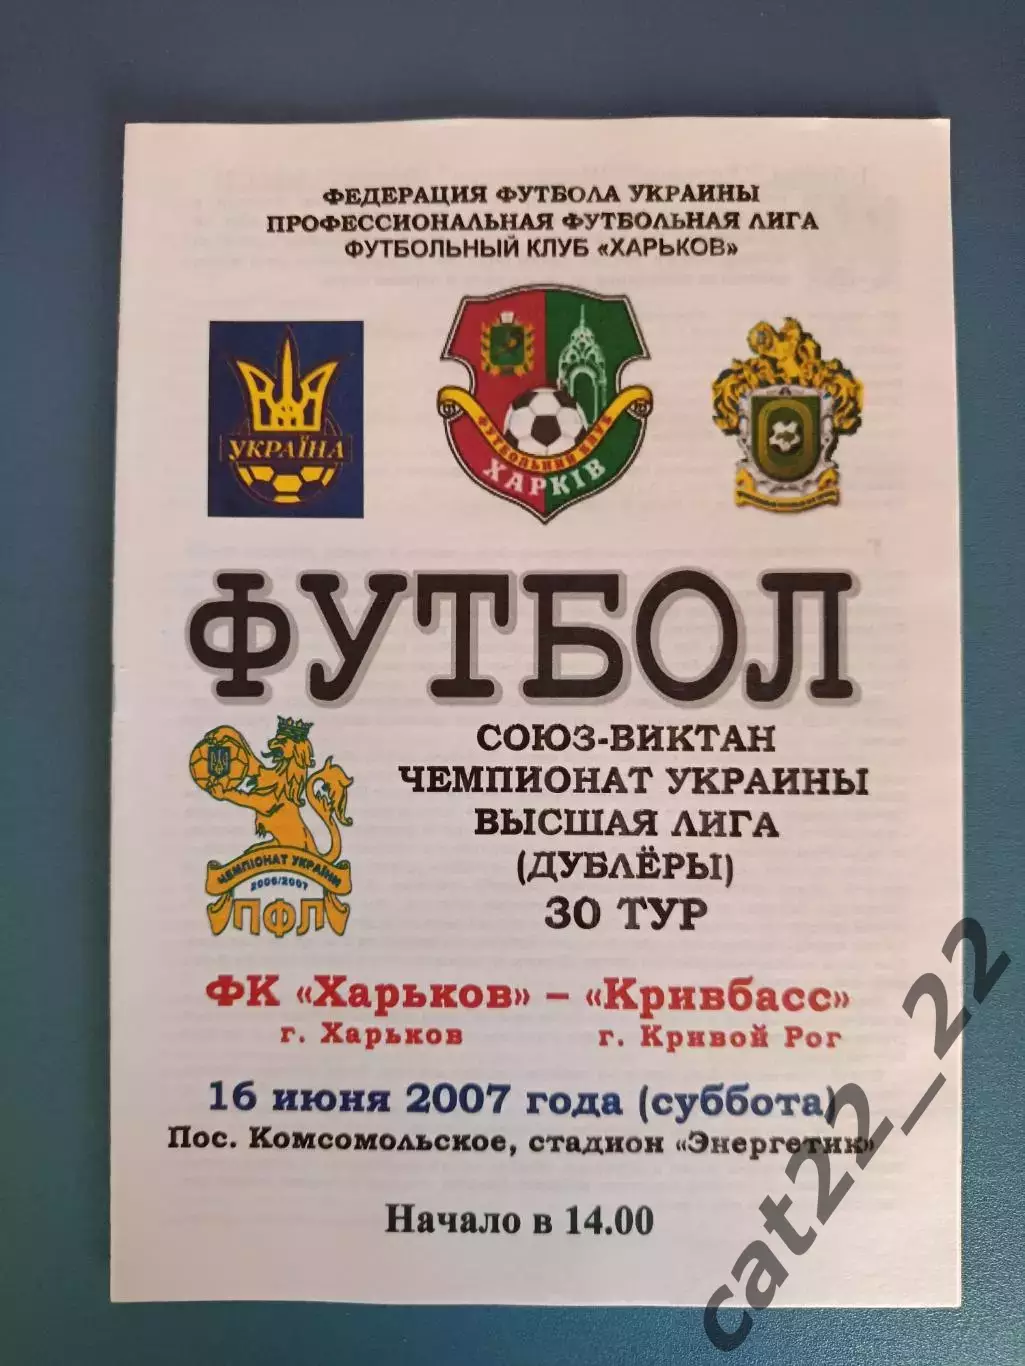 ФЕДЕРАЦИЯ ФУТБОЛА УКРАИНЫ
ПРОФЕССИОНАЛЬНАЯ ФУТБОЛЬНАЯ ЛИГА
ФУТБОЛЬНЫЙ КЛУБ «ХАРЬКОВ»
УКРАЇНА
ФУТБОЛЬНИЙ КЛУБ
ХАРКІВ
ФУТБОЛ
СОЮЗ-ВИКТАН
ЧЕМПИОНАТ УКРАИНЫ
ВЫСШАЯ ЛИГА
(ДУБЛЁРЫ)
30 ТУР
ЧЕМПІОНАТ УКРАЇНИ
2006/2007
ПФЛ
ФК «Харьков» – «Кривбасс»
г. Харьков г. Кривой Рог
16 июня 2007 года (суббота)
Пос. Комсомольское, стадион «Энергетик»
Начало в 14.00
cat22_22